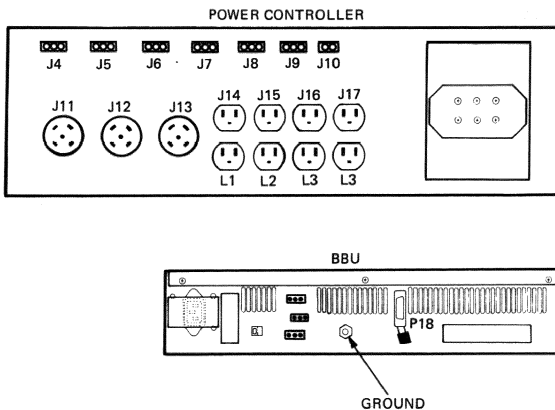 POWER CONTROLLER
J4 J5 J6 J7 J8 J9 J10
J11 J12 J13 J14 J15 J16 J17
L1 L2 L3 L3
BBU
P18
GROUND